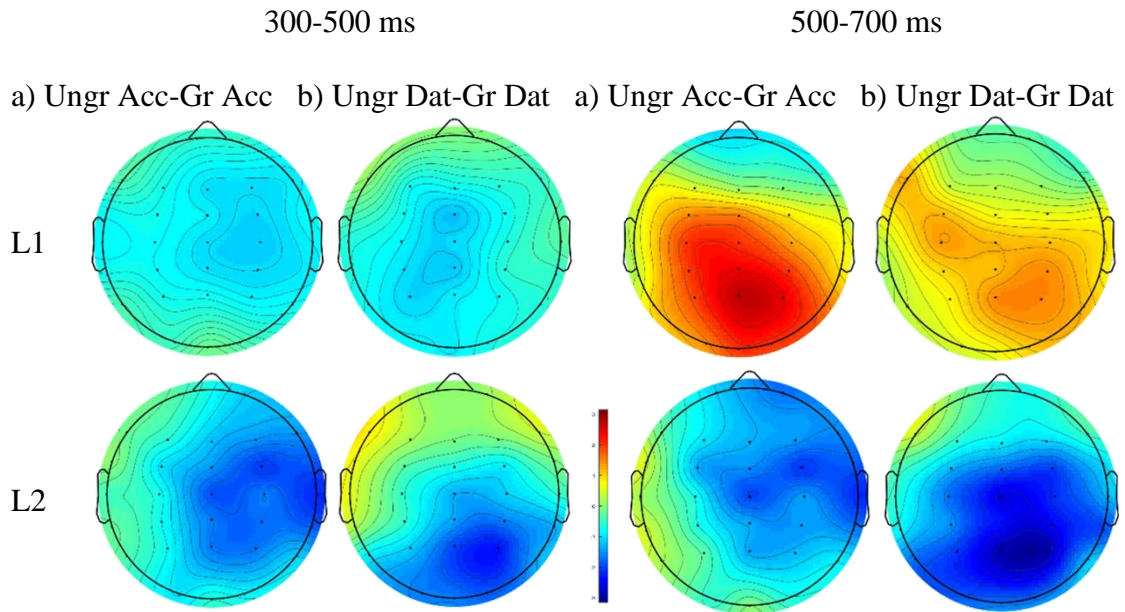 300-500 ms 500-700 ms
a) Ungr Acc-Gr Acc b) Ungr Dat-Gr Dat a) Ungr Acc-Gr Acc b) Ungr Dat-Gr Dat
L1
L2